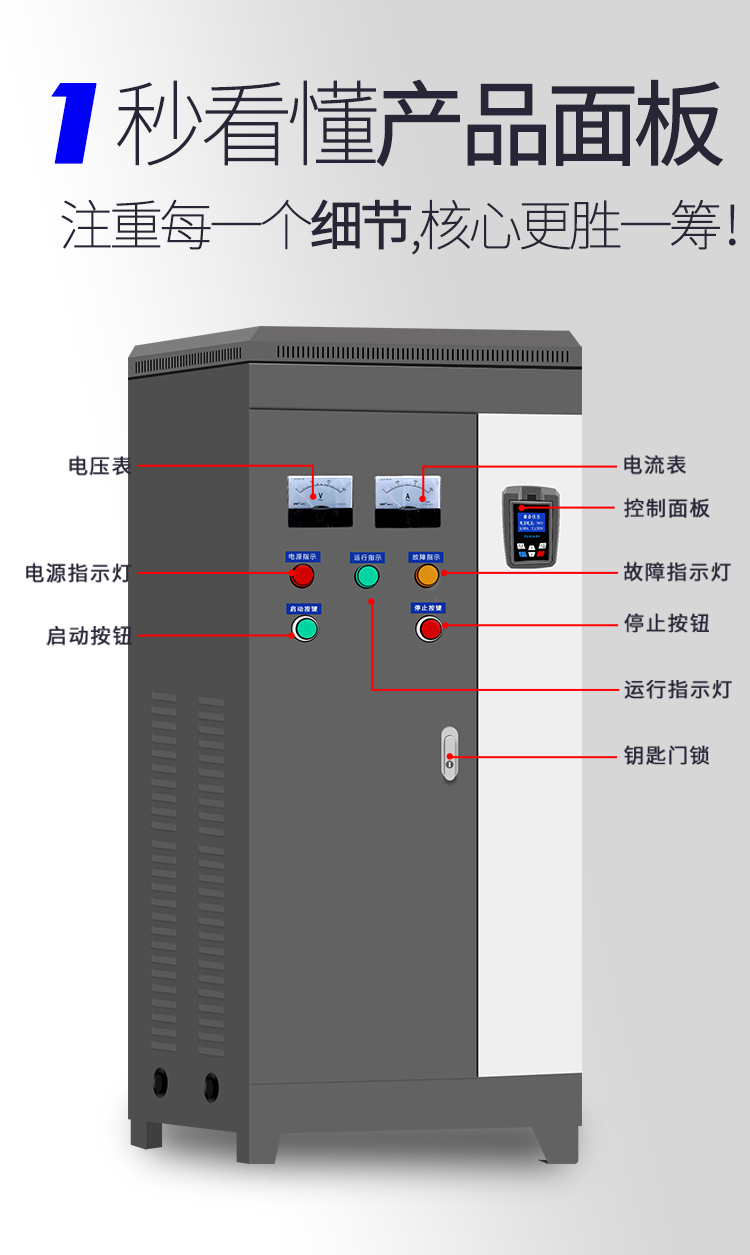 1秒看懂产品面板
注重每一个细节,核心更胜一筹!
电压表
电流表
控制面板
V
A
电源指示
运行指示
故障指示
电源指示灯
故障指示灯
启动按键
停止按键
启动按钮
停止按钮
运行指示灯
钥匙门锁